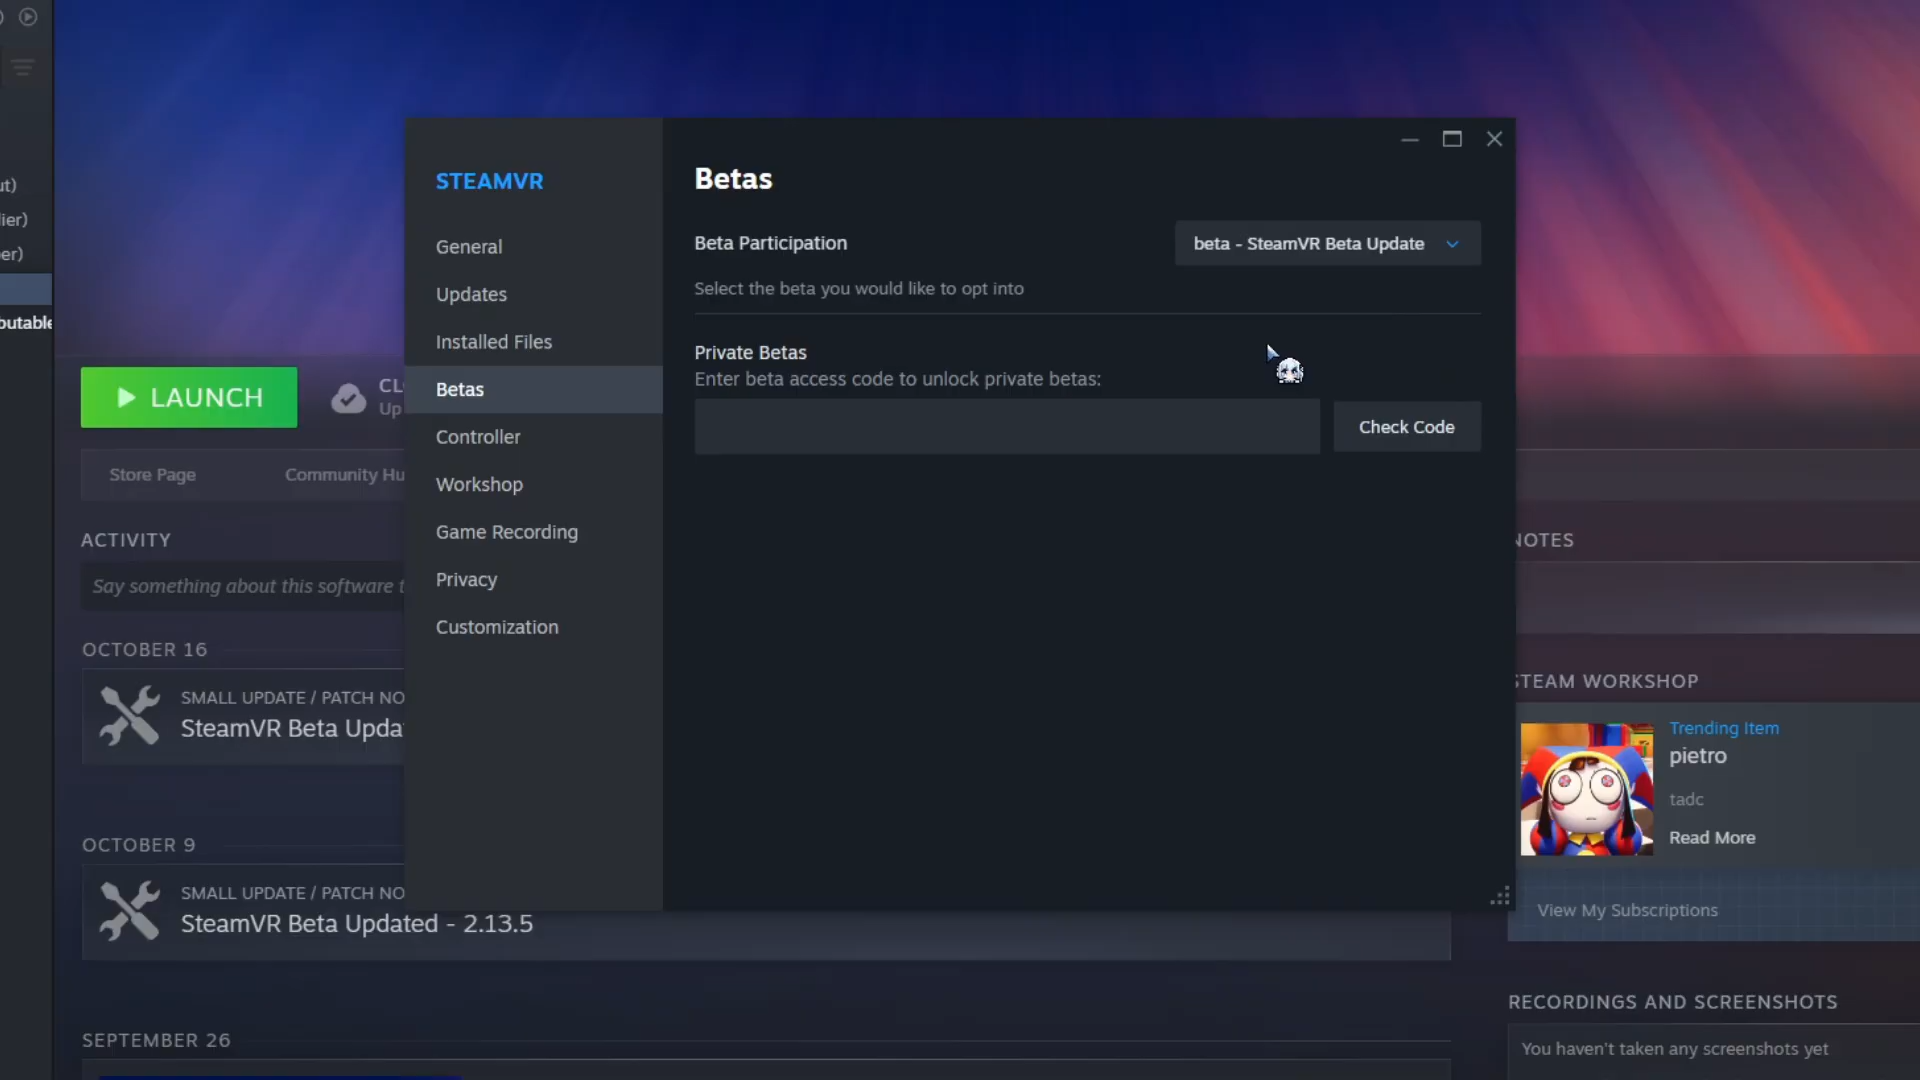 ut)
lier)
er)
butable
STEAMVR
General
Updates
Installed Files
Betas
Controller
Workshop
Game Recording
Privacy
Customization
Betas
Beta Participation
beta - SteamVR Beta Update
Select the beta you would like to opt into
Private Betas
Enter beta access code to unlock private betas:
Check Code
LAUNCH
CL
Up
Store Page
Community Hu
ACTIVITY
Say something about this software t
OCTOBER 16
SMALL UPDATE / PATCH NO
SteamVR Beta Updat
OCTOBER 9
SMALL UPDATE / PATCH NO
SteamVR Beta Updated - 2.13.5
SEPTEMBER 26
NOTES
STEAM WORKSHOP
Trending Item
pietro
tadc
Read More
View My Subscriptions
RECORDINGS AND SCREENSHOTS
You haven't taken any screenshots yet